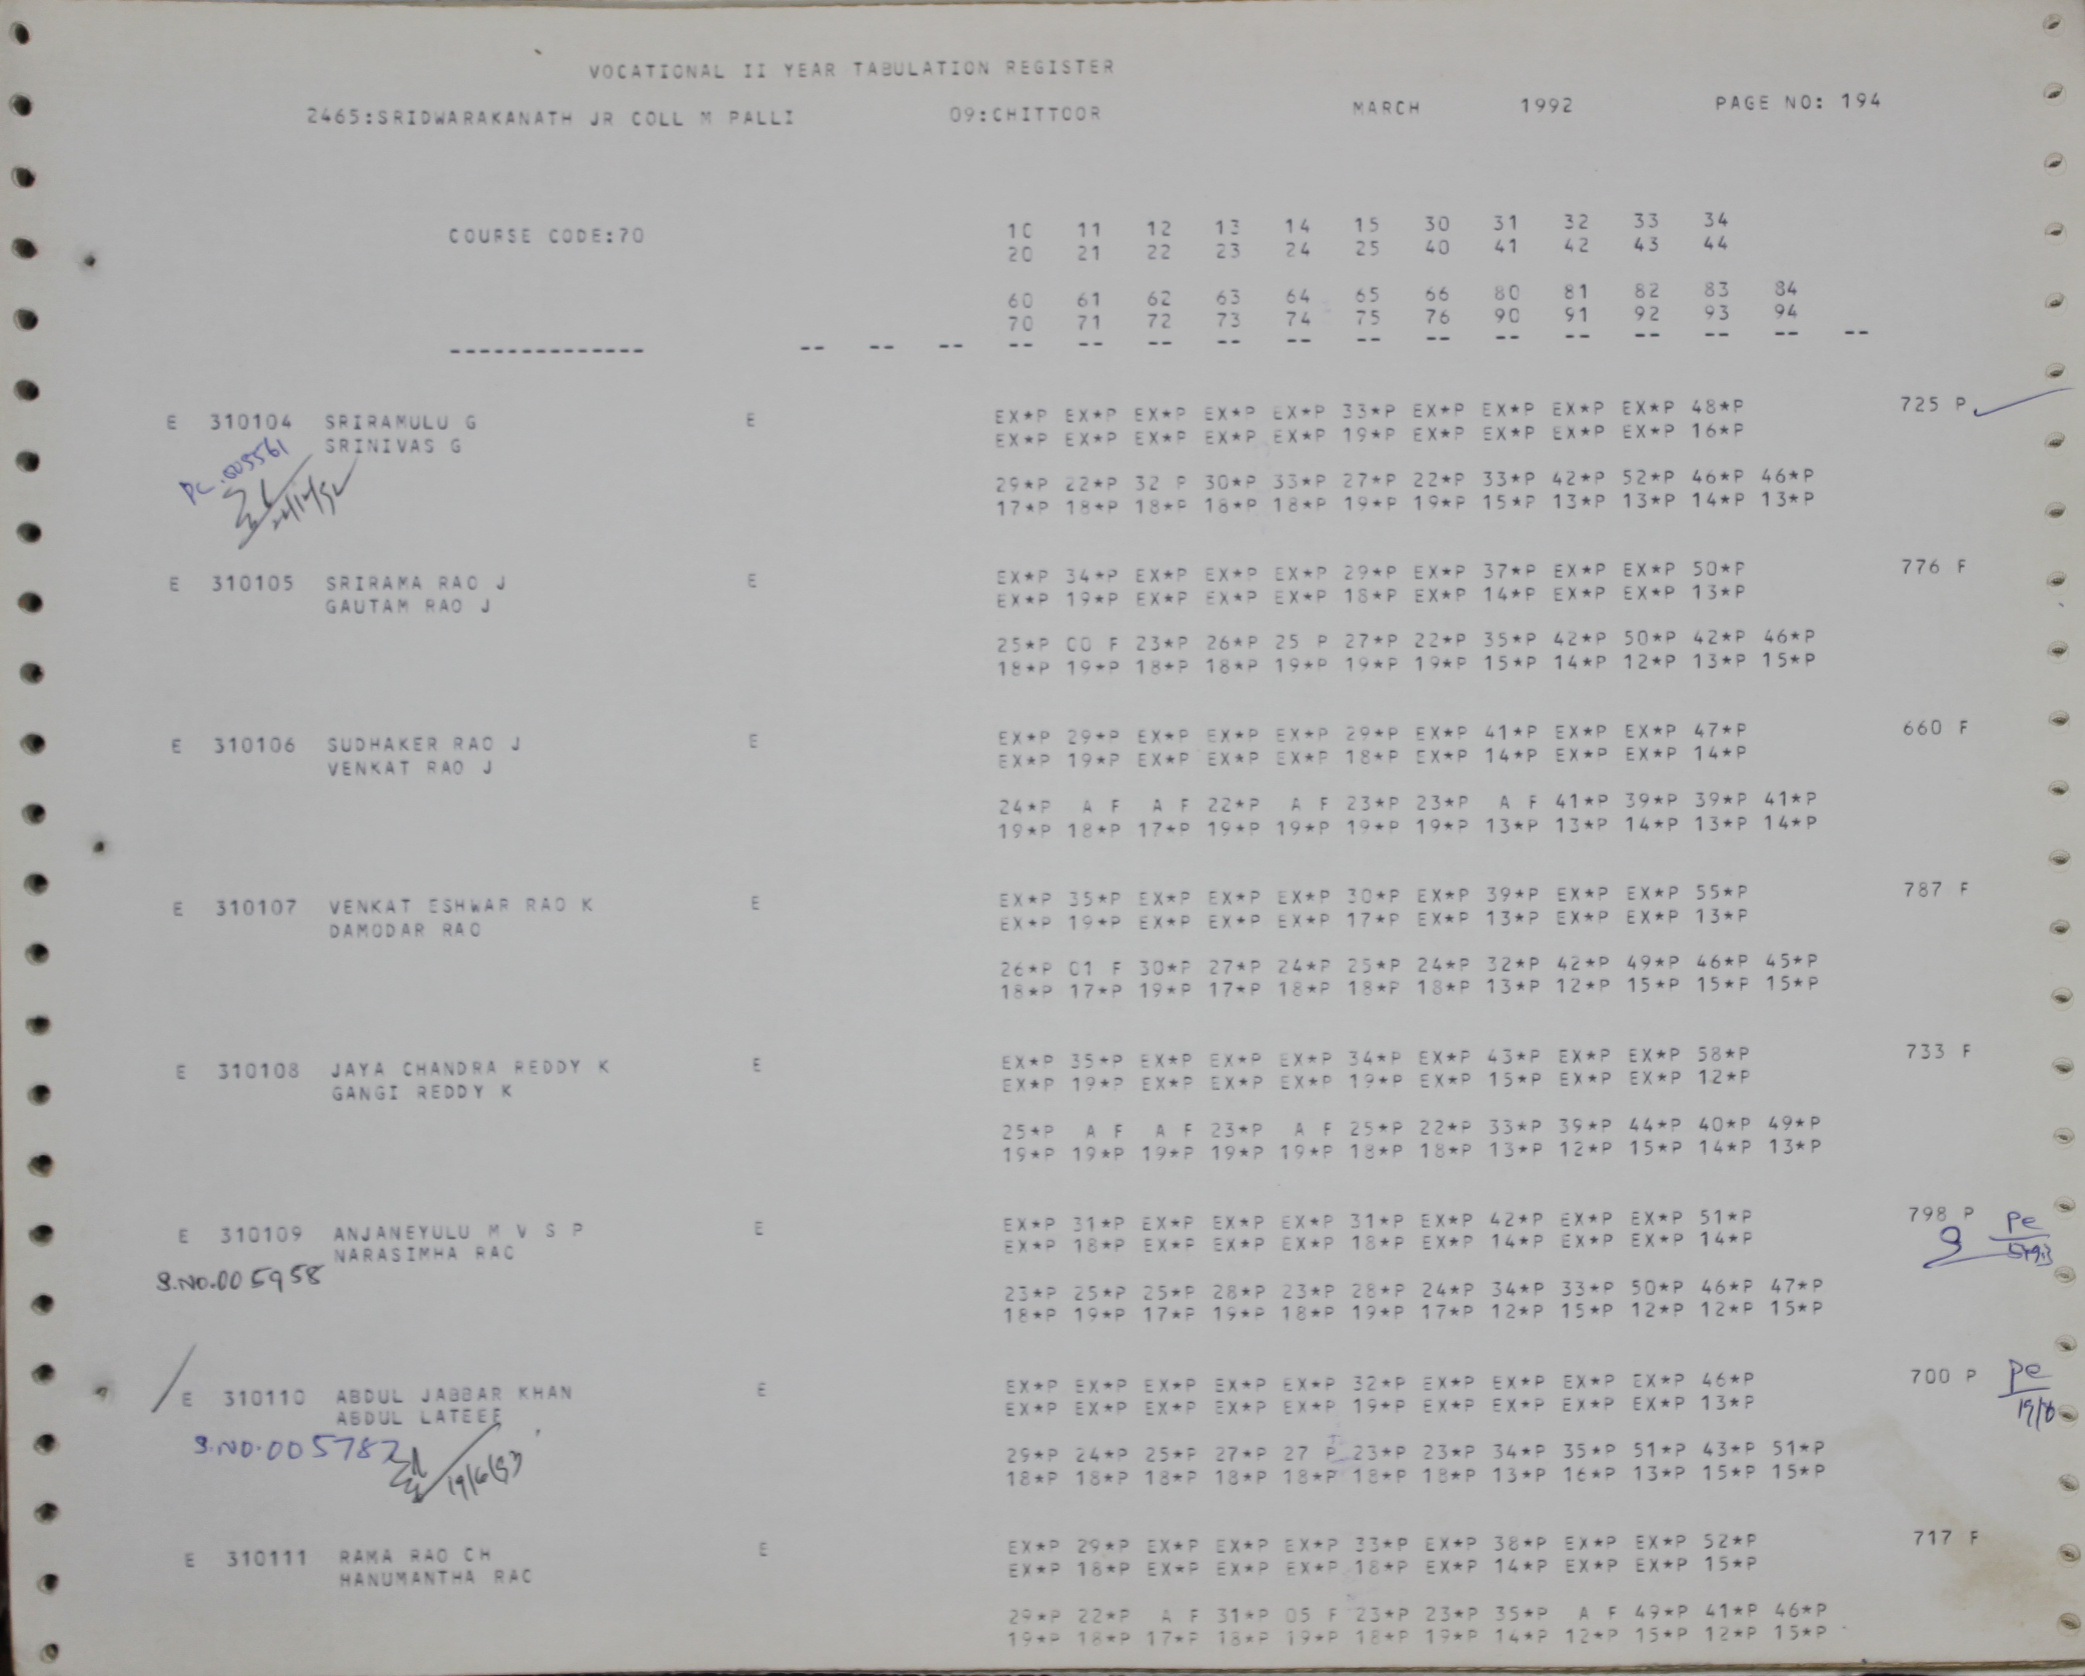 VOCATIONAL II YEAR TABULATION REGISTER
2465:SRIDWARAKANATH JR COLL M PALLI 09:CHITTOOR MARCH 1992 PAGE NO: 194
COURSE CODE:70 10 11 12 13 14 15 30 31 32 33 34
20 21 22 23 24 25 40 41 42 43 44
60 61 62 63 64 65 66 80 81 82 83 84
70 71 72 73 74 75 76 90 91 92 93 94
-------------- -- -- -- -- -- -- -- -- -- -- -- -- -- -- -- --
E 310104 SRIRAMULU G E EX*P EX*P EX*P EX*P EX*P 33*P EX*P EX*P EX*P EX*P 48*P 725 P
SRINIVAS G EX*P EX*P EX*P EX*P EX*P 19*P EX*P EX*P EX*P EX*P 16*P
PC.005561
29*P 22*P 32 P 30*P 33*P 27*P 22*P 33*P 42*P 52*P 46*P 46*P
17*P 18*P 18*P 18*P 18*P 19*P 19*P 15*P 13*P 13*P 14*P 13*P
E 310105 SRIRAMA RAO J E EX*P 34*P EX*P EX*P EX*P 29*P EX*P 37*P EX*P EX*P 50*P 776 F
GAUTAM RAO J EX*P 19*P EX*P EX*P EX*P 18*P EX*P 14*P EX*P EX*P 13*P
25*P 00 F 23*P 26*P 25 P 27*P 22*P 35*P 42*P 50*P 42*P 46*P
18*P 19*P 18*P 18*P 19*P 19*P 19*P 15*P 14*P 12*P 13*P 15*P
E 310106 SUDHAKER RAO J E EX*P 29*P EX*P EX*P EX*P 29*P EX*P 41*P EX*P EX*P 47*P 660 F
VENKAT RAO J EX*P 19*P EX*P EX*P EX*P 18*P EX*P 14*P EX*P EX*P 14*P
24*P A F A F 22*P A F 23*P 23*P A F 41*P 39*P 39*P 41*P
19*P 18*P 17*P 19*P 19*P 19*P 19*P 13*P 13*P 14*P 13*P 14*P
E 310107 VENKAT ESHWAR RAO K E EX*P 35*P EX*P EX*P EX*P 30*P EX*P 39*P EX*P EX*P 55*P 787 F
DAMODAR RAO EX*P 19*P EX*P EX*P EX*P 17*P EX*P 13*P EX*P EX*P 13*P
26*P 01 F 30*P 27*P 24*P 25*P 24*P 32*P 42*P 49*P 46*P 45*P
18*P 17*P 19*P 17*P 18*P 18*P 18*P 13*P 12*P 15*P 15*P 15*P
E 310108 JAYA CHANDRA REDDY K E EX*P 35*P EX*P EX*P EX*P 34*P EX*P 43*P EX*P EX*P 58*P 733 F
GANGI REDDY K EX*P 19*P EX*P EX*P EX*P 19*P EX*P 15*P EX*P EX*P 12*P
25*P A F A F 23*P A F 25*P 22*P 33*P 39*P 44*P 40*P 49*P
19*P 19*P 19*P 19*P 19*P 18*P 18*P 13*P 12*P 15*P 14*P 13*P
E 310109 ANJANEYULU M V S P E EX*P 31*P EX*P EX*P EX*P 31*P EX*P 42*P EX*P EX*P 51*P 798 P Pe
NARASIMHA RAO EX*P 18*P EX*P EX*P EX*P 18*P EX*P 14*P EX*P EX*P 14*P
S.NO.005958
23*P 25*P 25*P 28*P 23*P 28*P 24*P 34*P 33*P 50*P 46*P 47*P
18*P 19*P 17*P 19*P 18*P 19*P 17*P 12*P 15*P 12*P 12*P 15*P
E 310110 ABDUL JABBAR KHAN E EX*P EX*P EX*P EX*P EX*P 32*P EX*P EX*P EX*P EX*P 46*P 700 P Pe
ABDUL LATEEF EX*P EX*P EX*P EX*P EX*P 19*P EX*P EX*P EX*P EX*P 13*P 19/6
S.NO.005782
29*P 24*P 25*P 27*P 27 P 23*P 23*P 34*P 35*P 51*P 43*P 51*P
19/6/93 18*P 18*P 18*P 18*P 18*P 18*P 18*P 13*P 16*P 13*P 15*P 15*P
E 310111 RAMA RAO CH E EX*P 29*P EX*P EX*P EX*P 33*P EX*P 38*P EX*P EX*P 52*P 717 F
HANUMANTHA RAO EX*P 18*P EX*P EX*P EX*P 18*P EX*P 14*P EX*P EX*P 15*P
29*P 22*P A F 31*P 05 F 23*P 23*P 35*P A F 49*P 41*P 46*P
19*P 18*P 17*P 18*P 19*P 18*P 19*P 14*P 12*P 15*P 12*P 15*P